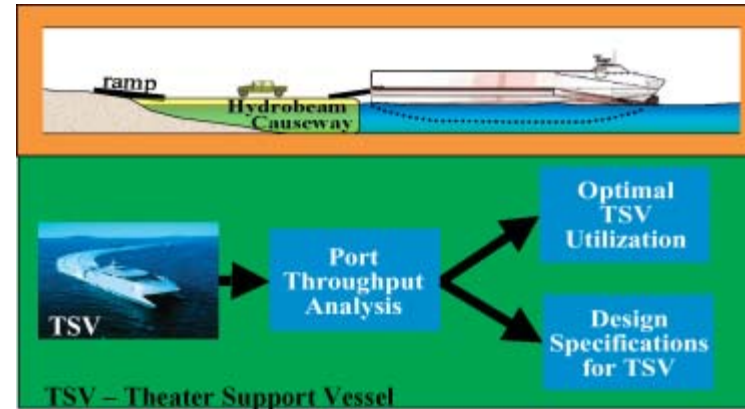 ramp
Hydrobeam
Causeway
Optimal
TSV
Utilization
Port
Throughput
Analysis
TSV
Design
Specifications
for TSV
TSV – Theater Support Vessel